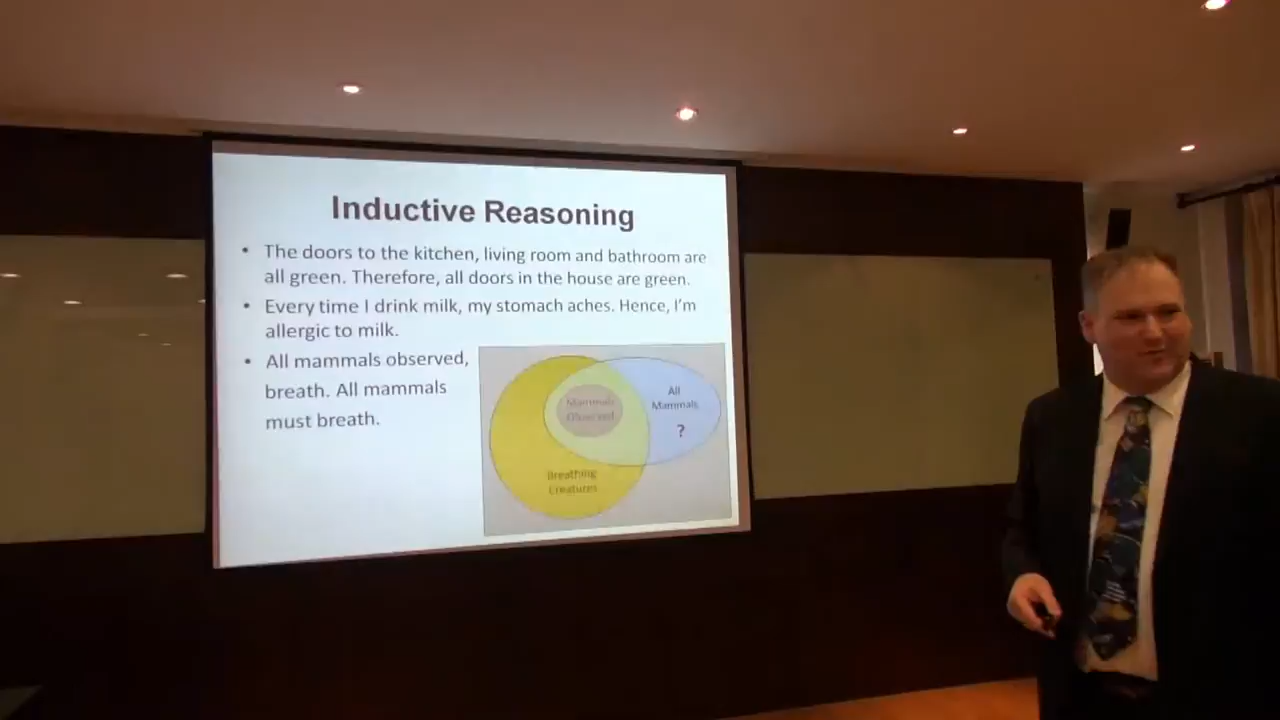 Inductive Reasoning
• The doors to the kitchen, living room and bathroom are
all green. Therefore, all doors in the house are green.
• Every time I drink milk, my stomach aches. Hence, I'm
allergic to milk.
• All mammals observed,
breath. All mammals
must breath.
Mammals
Observed
All
Mammals
?
Breathing
Creatures